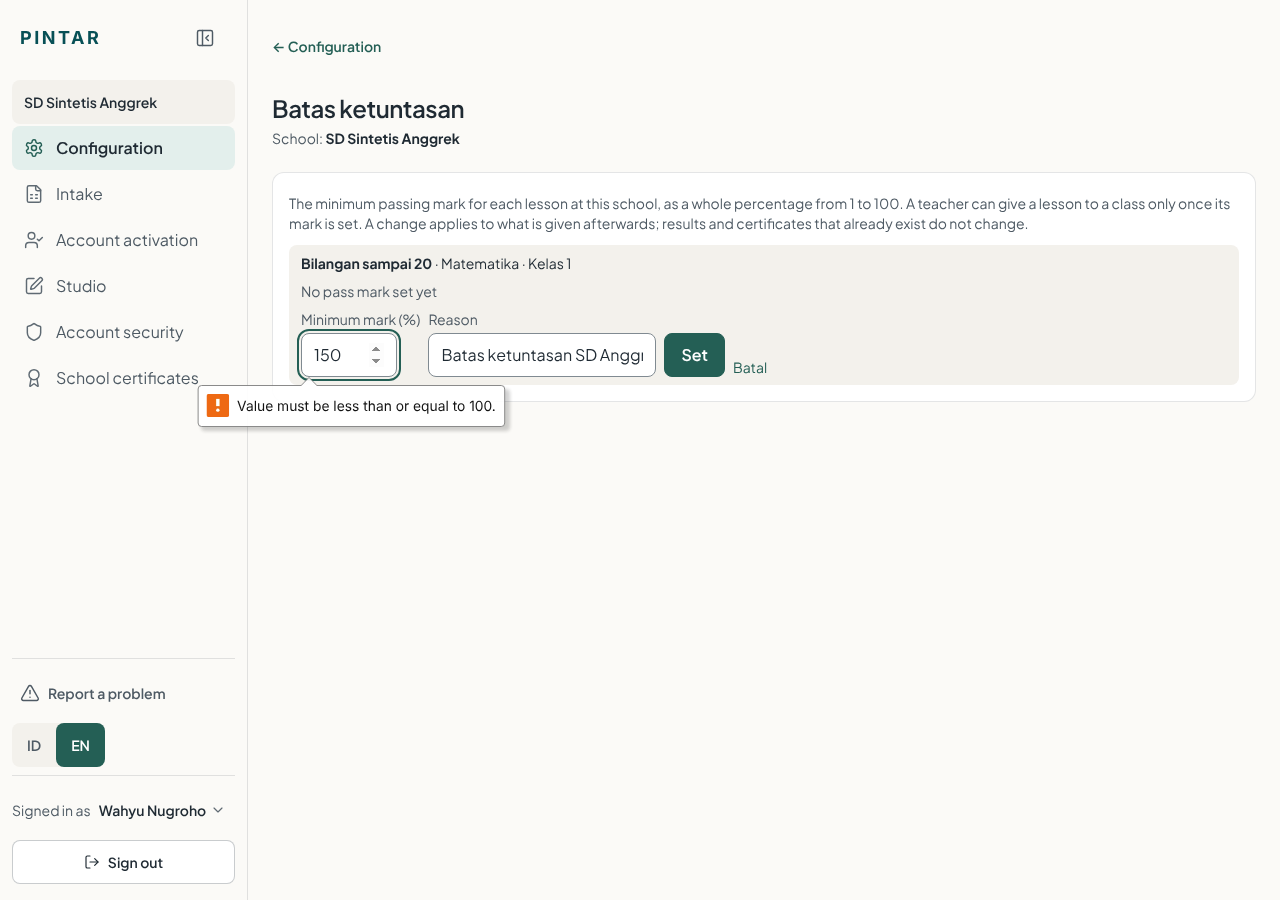 PINTAR
SD Sintetis Anggrek
Configuration
Intake
Account activation
Studio
Account security
School certificates
Report a problem
ID EN
Signed in as Wahyu Nugroho
Sign out
← Configuration
Batas ketuntasan
School: SD Sintetis Anggrek
The minimum passing mark for each lesson at this school, as a whole percentage from 1 to 100. A teacher can give a lesson to a class only once its
mark is set. A change applies to what is given afterwards; results and certificates that already exist do not change.
Bilangan sampai 20 · Matematika · Kelas 1
No pass mark set yet
Minimum mark (%) Reason
150 Batas ketuntasan SD Angg Set Batal
! Value must be less than or equal to 100.